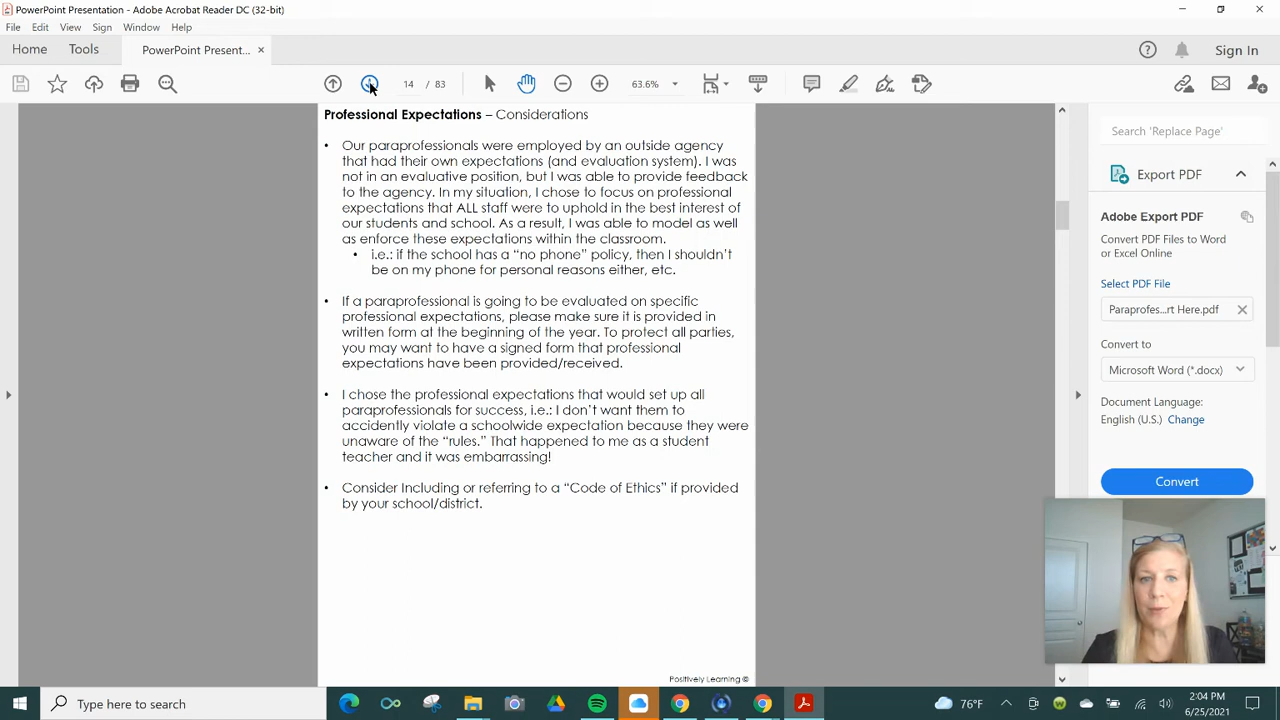 PowerPoint Presentation - Adobe Acrobat Reader DC (32-bit)
File Edit View Sign Window Help
Home Tools PowerPoint Present... × Sign In
14 / 83 63.6%
Professional Expectations – Considerations
• Our paraprofessionals were employed by an outside agency
that had their own expectations (and evaluation system). I was
not in an evaluative position, but I was able to provide feedback
to the agency. In my situation, I chose to focus on professional
expectations that ALL staff were to uphold in the best interest of
our students and school. As a result, I was able to model as well
as enforce these expectations within the classroom.
• i.e.: if the school has a “no phone” policy, then I shouldn’t
be on my phone for personal reasons either, etc.
• If a paraprofessional is going to be evaluated on specific
professional expectations, please make sure it is provided in
written form at the beginning of the year. To protect all parties,
you may want to have a signed form that professional
expectations have been provided/received.
• I chose the professional expectations that would set up all
paraprofessionals for success, i.e.: I don’t want them to
accidently violate a schoolwide expectation because they were
unaware of the “rules.” That happened to me as a student
teacher and it was embarrassing!
• Consider Including or referring to a “Code of Ethics” if provided
by your school/district.
Positively Learning ©
Search 'Replace Page'
Export PDF
Adobe Export PDF
Convert PDF Files to Word
or Excel Online
Select PDF File
Paraprofes...rt Here.pdf
Convert to
Microsoft Word (*.docx)
Document Language:
English (U.S.) Change
Convert
Type here to search
76°F
2:04 PM
6/25/2021